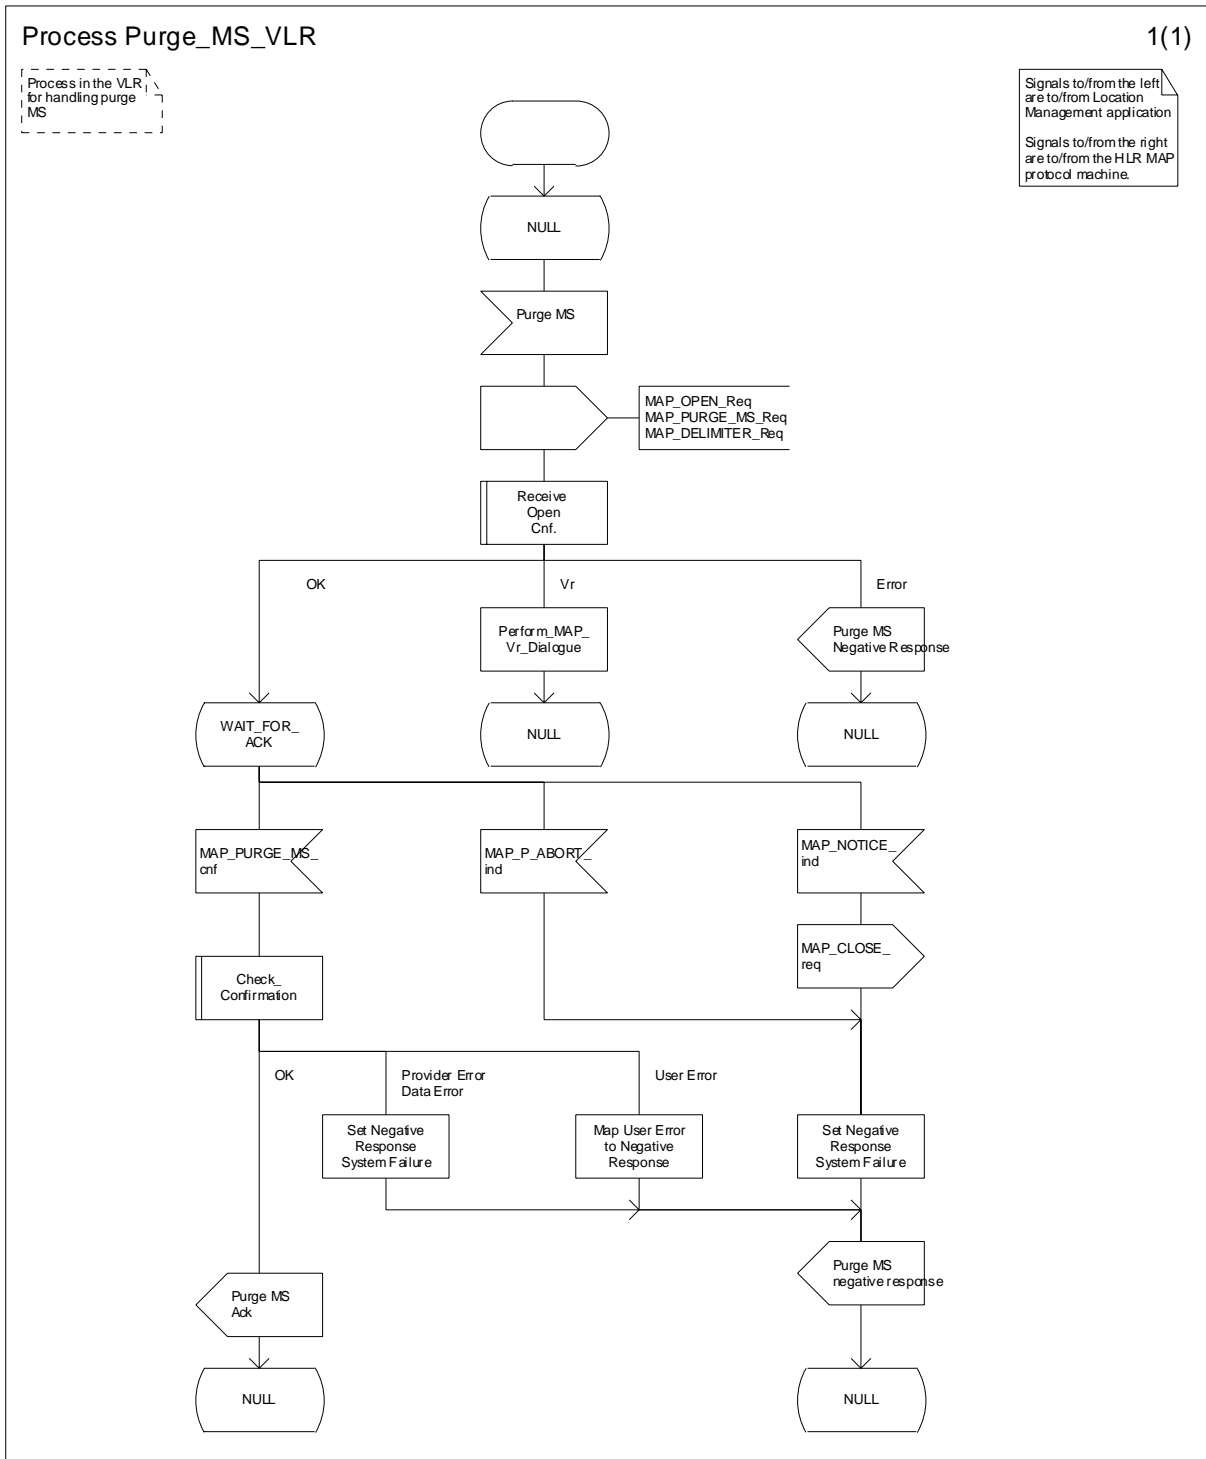 Process Purge_MS_VLR
1(1)
Process in the VLR
for handling purge
MS
Signals to/from the left
are to/from Location
Management application
Signals to/from the right
are to/from the HLR MAP
protocol machine.
NULL
Purge MS
MAP_OPEN_Req
MAP_PURGE_MS_Req
MAP_DELIMITER_Req
Receive
Open
Cnf.
OK
Vr
Error
Perform_MAP_
Vr_Dialogue
Purge MS
Negative Response
WAIT_FOR_
ACK
NULL
NULL
MAP_PURGE_MS_
cnf
MAP_P_ABORT_
ind
MAP_NOTICE_
ind
MAP_CLOSE_
req
Check_
Confirmation
OK
Provider Error
Data Error
User Error
Set Negative
Response
System Failure
Map User Error
to Negative
Response
Set Negative
Response
System Failure
Purge MS
negative response
Purge MS
Ack
NULL
NULL